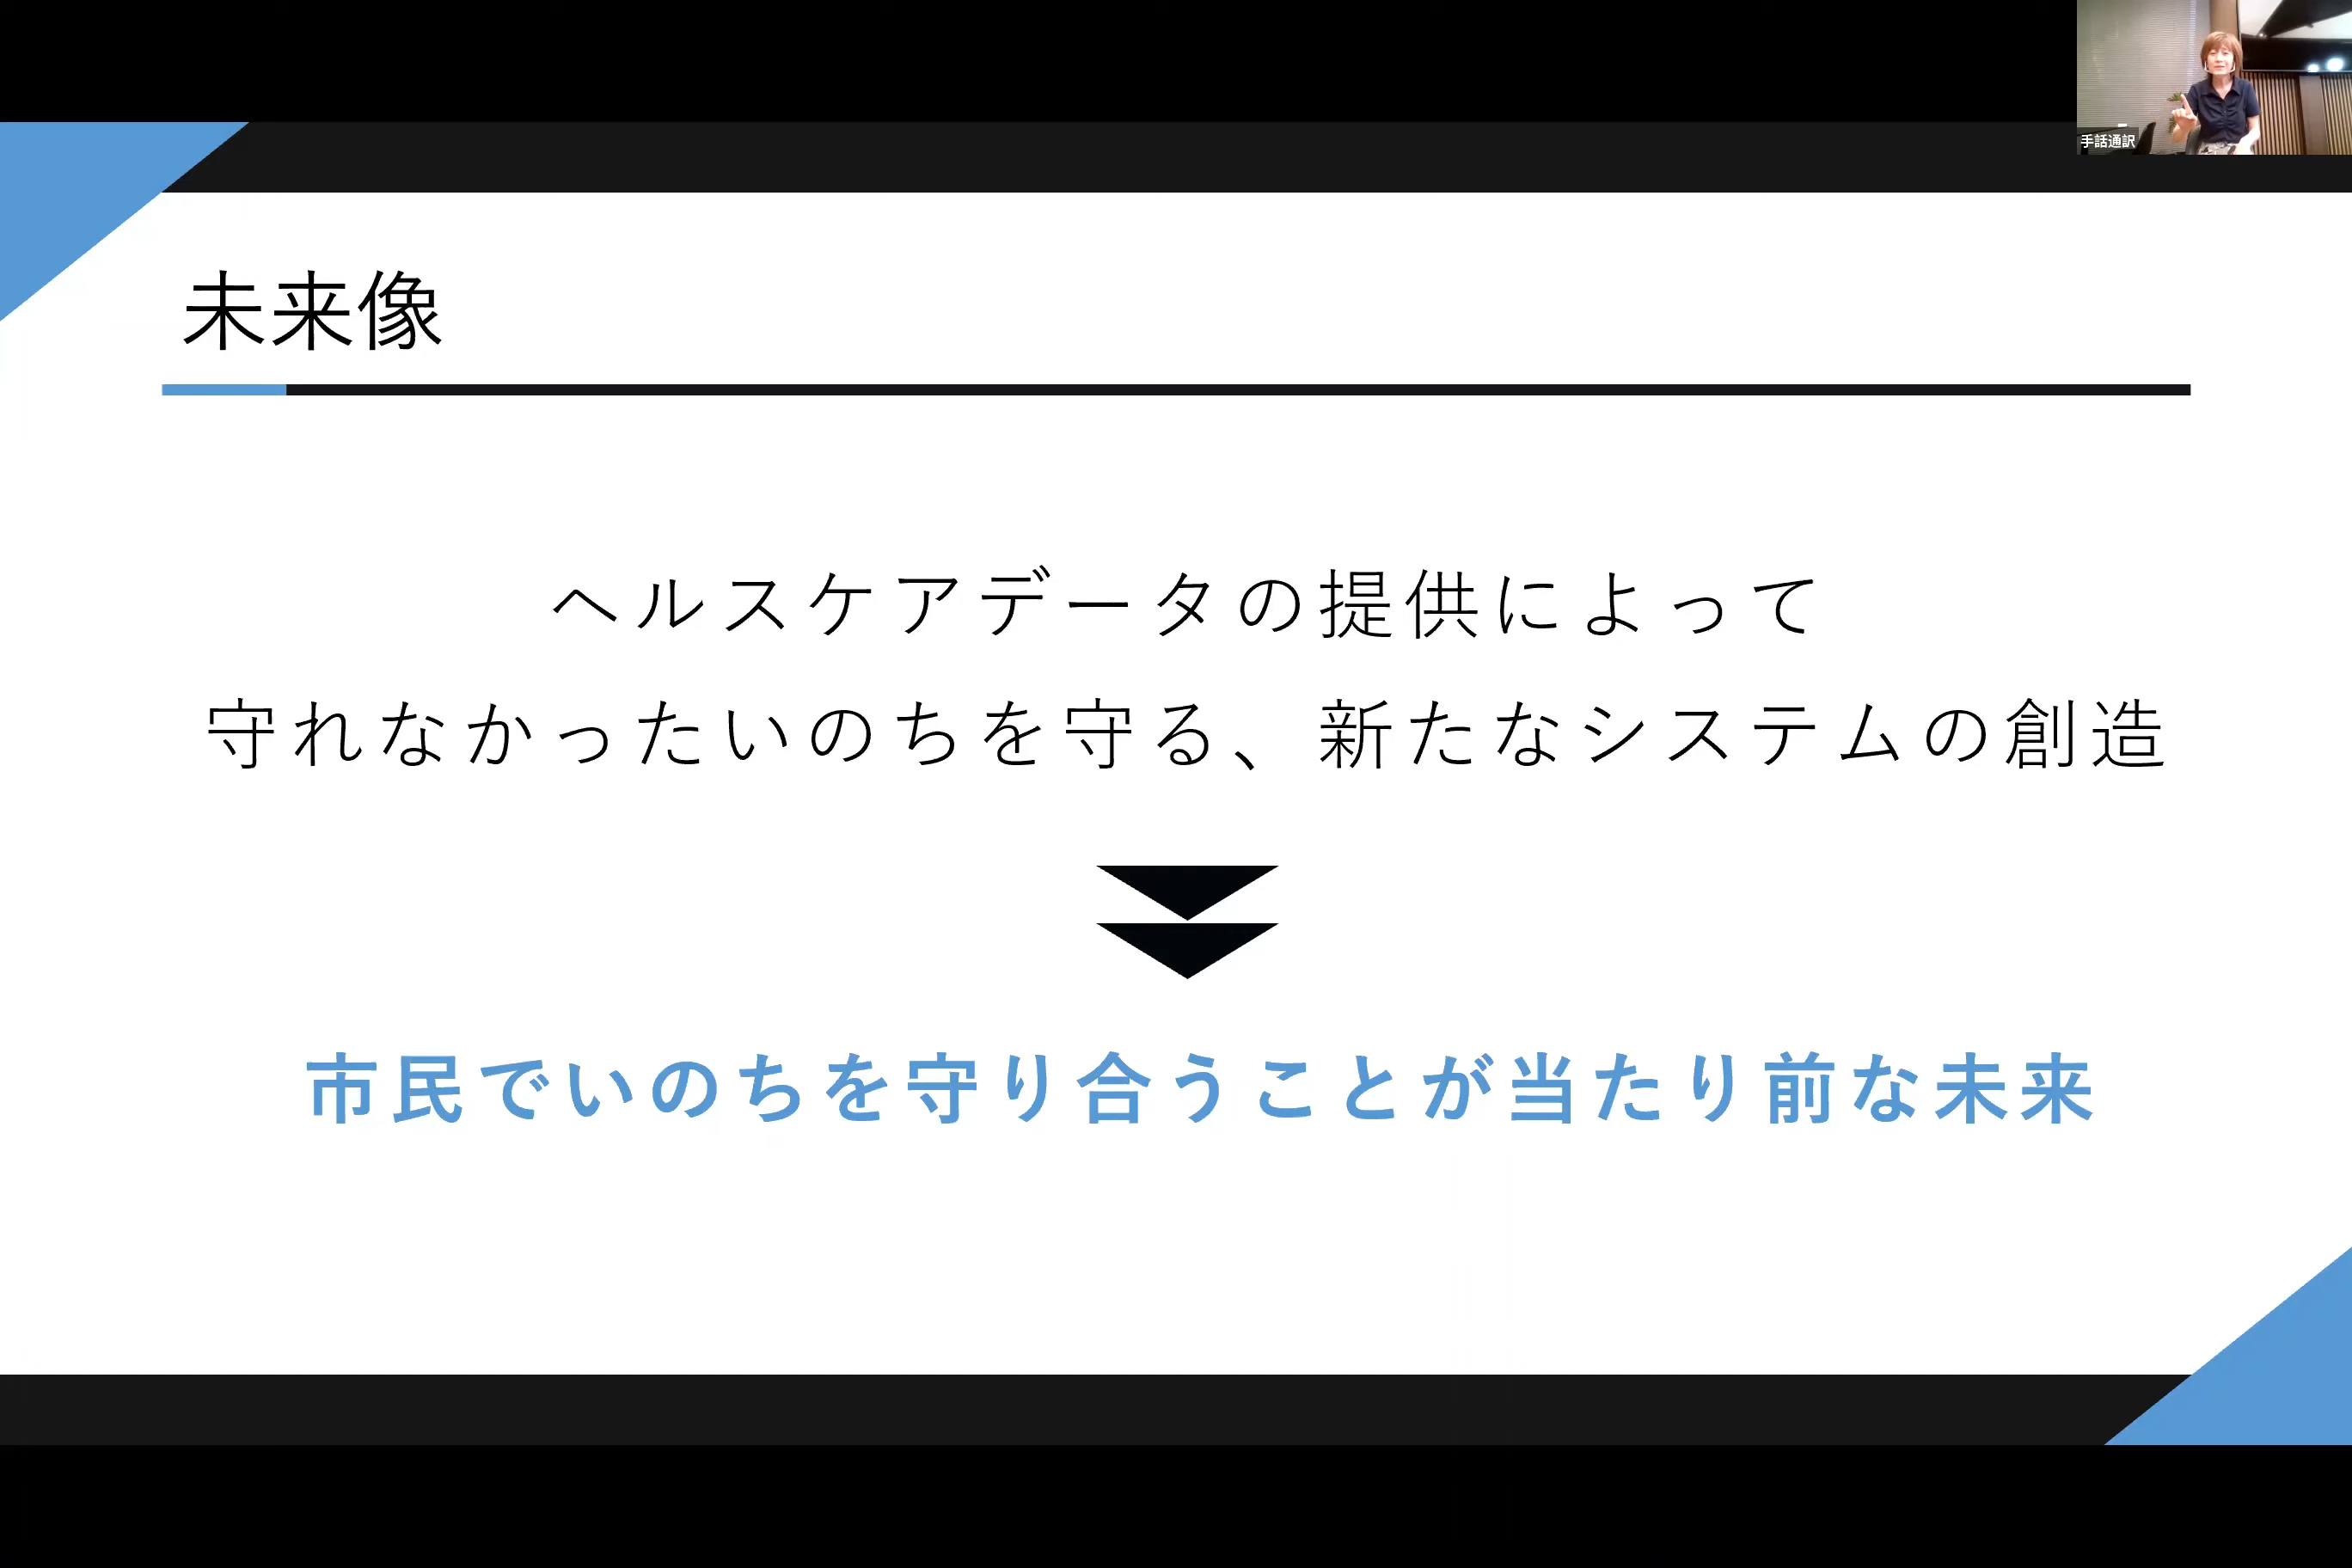 手話通訳
未来像
ヘルスケアデータの提供によって
守れなかったいのちを守る、新たなシステムの創造
市民でいのちを守り合うことが当たり前な未来